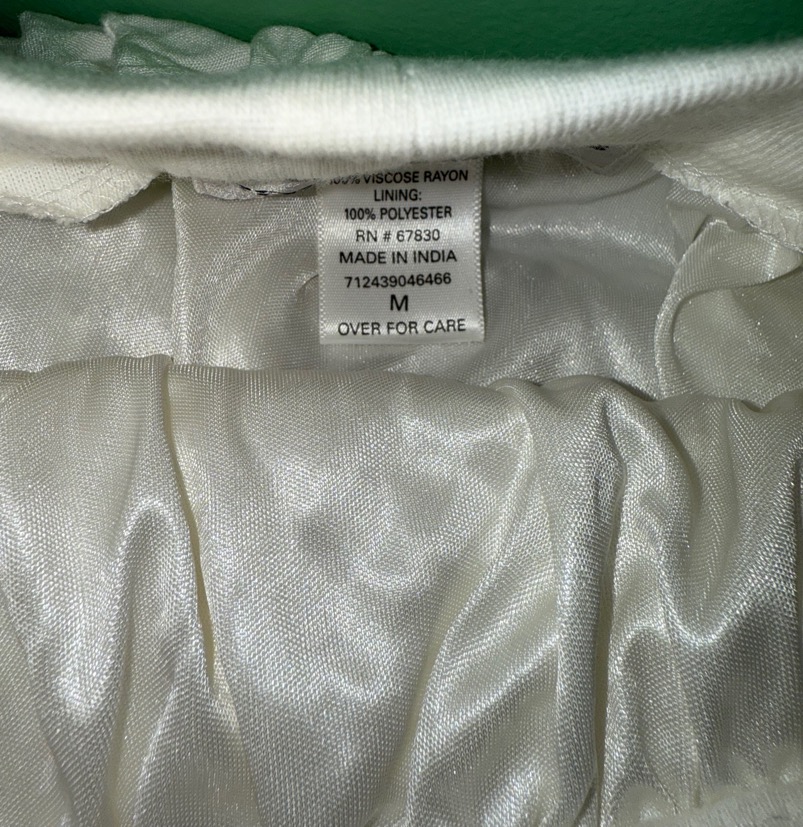 100% VISCOSE RAYON
LINING:
100% POLYESTER
RN # 67830
MADE IN INDIA
712439046466
M
OVER FOR CARE